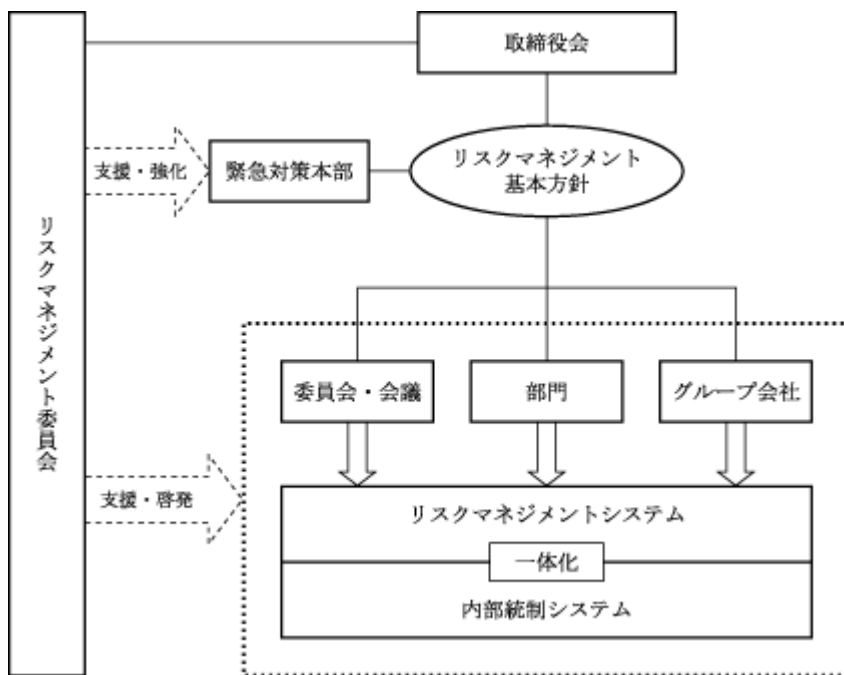 取締役会
リスクマネジメント
基本方針
支援・強化
緊急対策本部
リスクマネジメント委員会
委員会・会議
部門
グループ会社
支援・啓発
リスクマネジメントシステム
一体化
内部統制システム